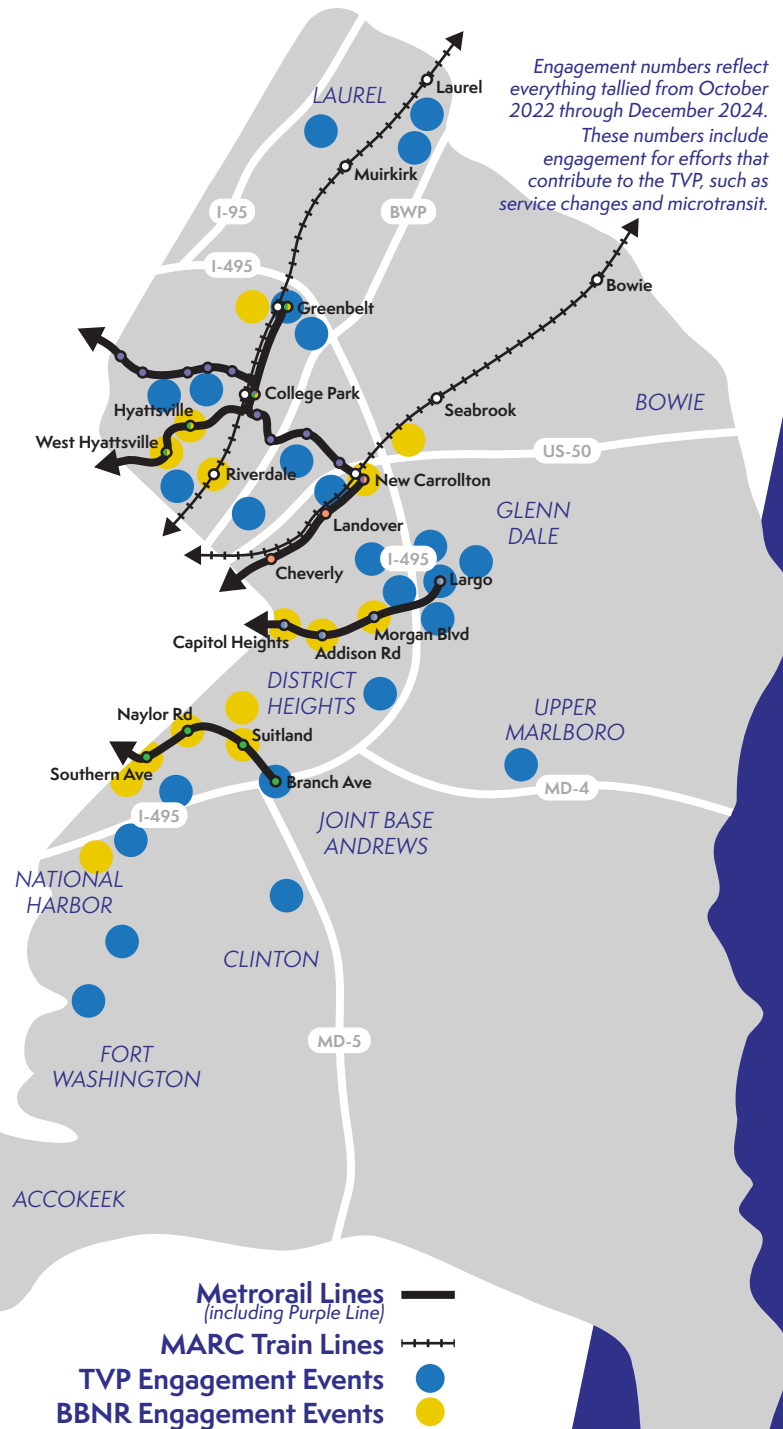 Engagement numbers reflect
everything tallied from October
2022 through December 2024.
These numbers include
engagement for efforts that
contribute to the TVP, such as
service changes and microtransit.
Laurel
LAUREL
Muirkirk
I-95
BWP
I-495
Bowie
Greenbelt
College Park
Seabrook
BOWIE
Hyattsville
West Hyattsville
US-50
Riverdale
New Carrollton
GLENN
DALE
Landover
I-495
Cheverly
Largo
Capitol Heights
Morgan Blvd
Addison Rd
DISTRICT
HEIGHTS
Naylor Rd
UPPER
MARLBORO
Suitland
Southern Ave
Branch Ave
MD-4
I-495
JOINT BASE
ANDREWS
NATIONAL
HARBOR
CLINTON
MD-5
FORT
WASHINGTON
ACCOKEEK
Metrorail Lines
(including Purple Line)
MARC Train Lines
TVP Engagement Events
BBNR Engagement Events